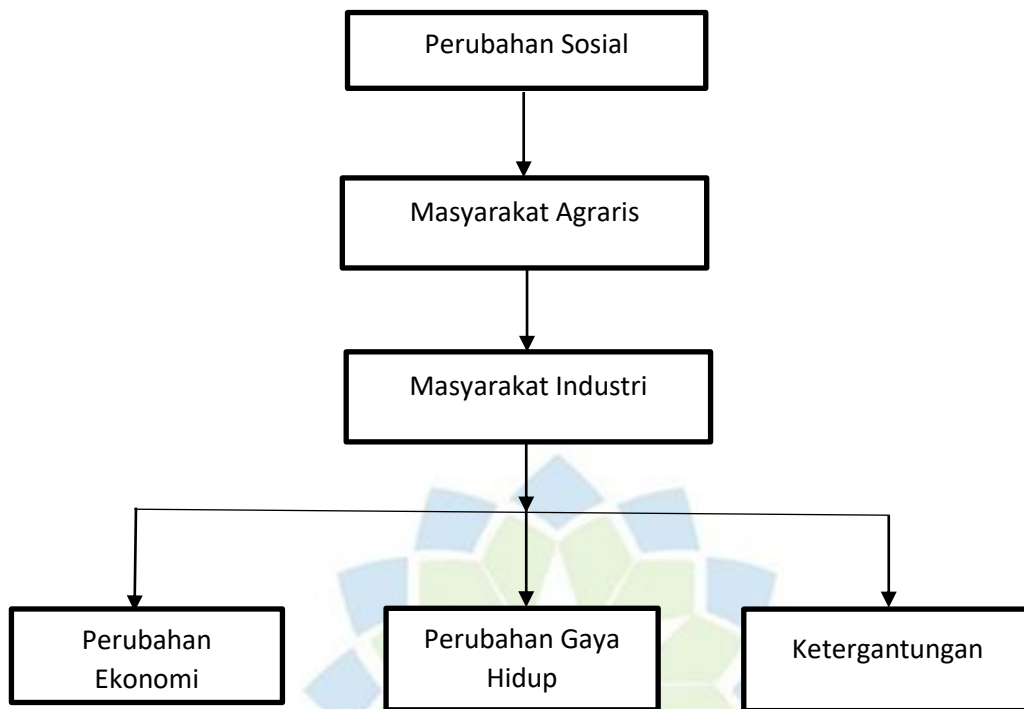 Perubahan Sosial
Masyarakat Agraris
Masyarakat Industri
Perubahan
Ekonomi
Perubahan Gaya
Hidup
Ketergantungan